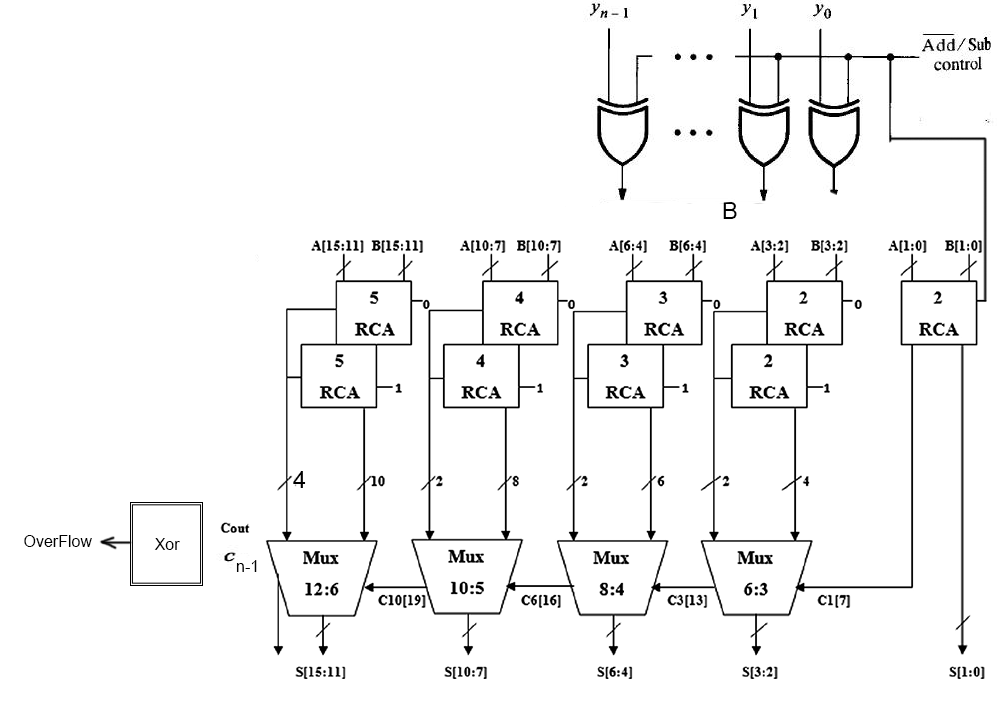 yn-1 y1 y0
Add/Sub
control
B
A[15:11] B[15:11] A[10:7] B[10:7] A[6:4] B[6:4] A[3:2] B[3:2] A[1:0] B[1:0]
5 0 4 0 3 0 2 0 2
RCA RCA RCA RCA RCA
5 4 3 2
RCA 1 RCA 1 RCA 1 RCA 1
4 10 2 8 2 6 2 4
Cout
cn-1
OverFlow Xor
Mux Mux Mux Mux
12:6 10:5 8:4 6:3
C10[19] C6[16] C3[13] C1[7]
S[15:11] S[10:7] S[6:4] S[3:2] S[1:0]